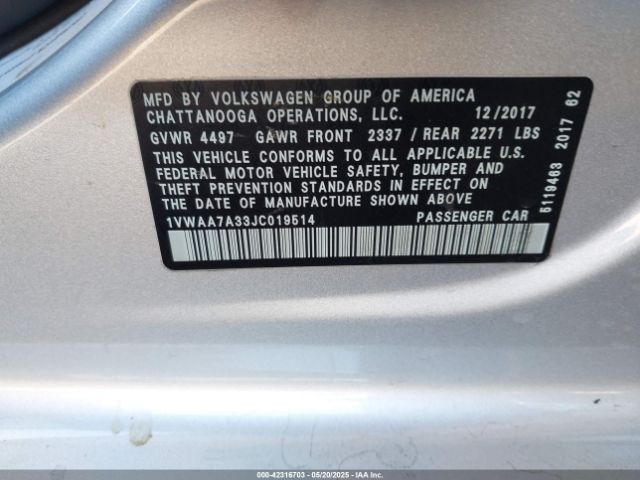 MFD BY VOLKSWAGEN GROUP OF AMERICA
CHATTANOOGA OPERATIONS, LLC. 12/2017
GVWR 4497 GAWR FRONT 2337 / REAR 2271 LBS
THIS VEHICLE CONFORMS TO ALL APPLICABLE U.S.
FEDERAL MOTOR VEHICLE SAFETY, BUMPER AND
THEFT PREVENTION STANDARDS IN EFFECT ON
THE DATE OF MANUFACTURE SHOWN ABOVE
1VWAA7A33JC019514 PASSENGER CAR
5119463 2017 62
000-42316703 - 05/20/2025 - IAA, Inc.